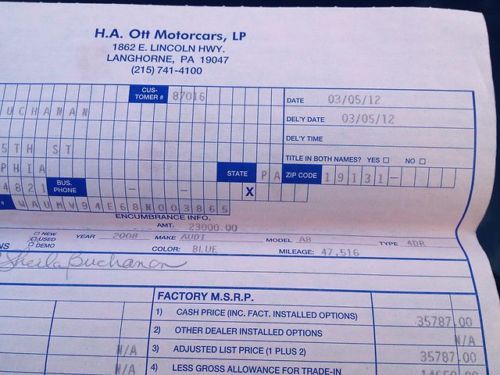 H.A. Ott Motorcars, LP
1862 E. LINCOLN HWY.
LANGHORNE, PA 19047
(215) 741-4100
CUS-
TOMER # 87016
DATE 03/05/12
UCHANAN
DEL'Y DATE 03/05/12
DEL'Y TIME
5TH ST
TITLE IN BOTH NAMES? YES NO
PHIA STATE PA ZIP CODE 19131-
4821 BUS.
PHONE - - X
WAUMV94E68N003865
ENCUMBRANCE INFO.
AMT: 23000.00
NEW
USED
DEMO
YEAR 2008 MAKE AUDI MODEL A8 TYPE 4DR
COLOR: BLUE MILEAGE: 47,516
Sheila Buchanan
FACTORY M.S.R.P.
1) CASH PRICE (INC. FACT. INSTALLED OPTIONS) 35787.00
2) OTHER DEALER INSTALLED OPTIONS N/A
N/A 3) ADJUSTED LIST PRICE (1 PLUS 2) 35787.00
N/A 4) LESS GROSS ALLOWANCE FOR TRADE-IN